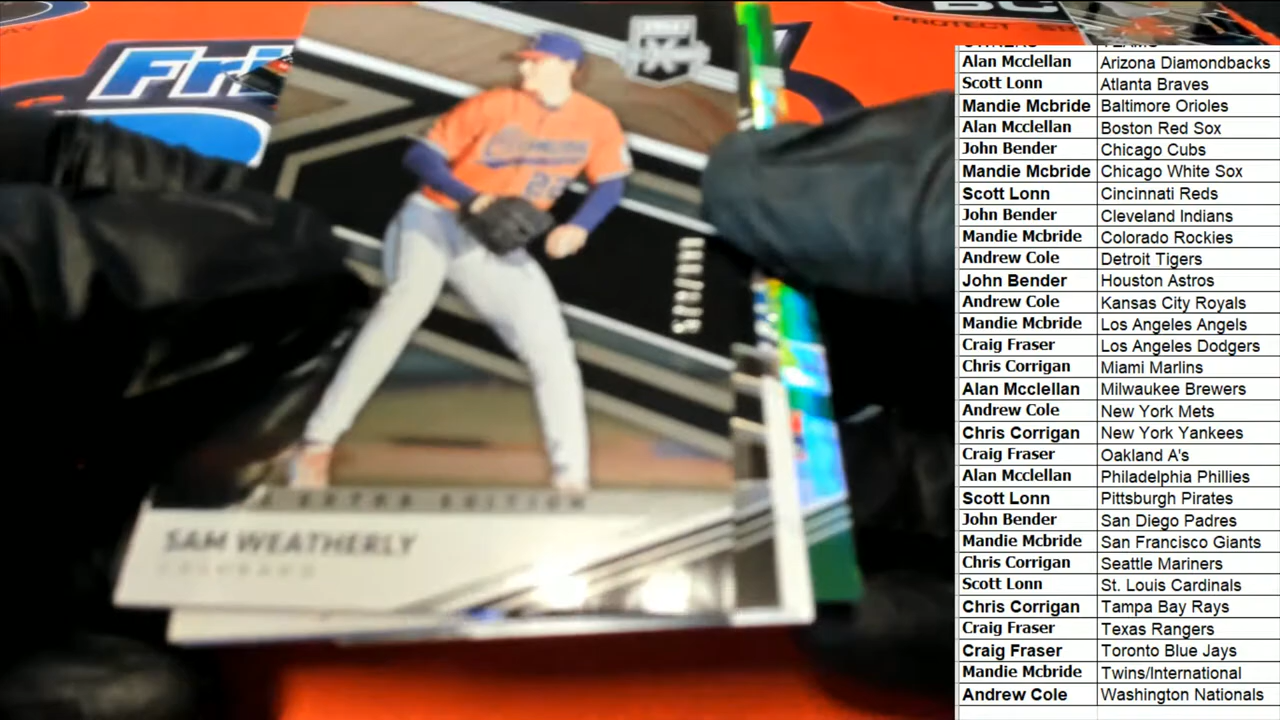 BC
PROTECT
Fri
EXTRA EDITION
SAM WEATHERLY
Alan Mcclellan Arizona Diamondbacks
Scott Lonn Atlanta Braves
Mandie Mcbride Baltimore Orioles
Alan Mcclellan Boston Red Sox
John Bender Chicago Cubs
Mandie Mcbride Chicago White Sox
Scott Lonn Cincinnati Reds
John Bender Cleveland Indians
Mandie Mcbride Colorado Rockies
Andrew Cole Detroit Tigers
John Bender Houston Astros
Andrew Cole Kansas City Royals
Mandie Mcbride Los Angeles Angels
Craig Fraser Los Angeles Dodgers
Chris Corrigan Miami Marlins
Alan Mcclellan Milwaukee Brewers
Andrew Cole New York Mets
Chris Corrigan New York Yankees
Craig Fraser Oakland A's
Alan Mcclellan Philadelphia Phillies
Scott Lonn Pittsburgh Pirates
John Bender San Diego Padres
Mandie Mcbride San Francisco Giants
Chris Corrigan Seattle Mariners
Scott Lonn St. Louis Cardinals
Chris Corrigan Tampa Bay Rays
Craig Fraser Texas Rangers
Craig Fraser Toronto Blue Jays
Mandie Mcbride Twins/International
Andrew Cole Washington Nationals